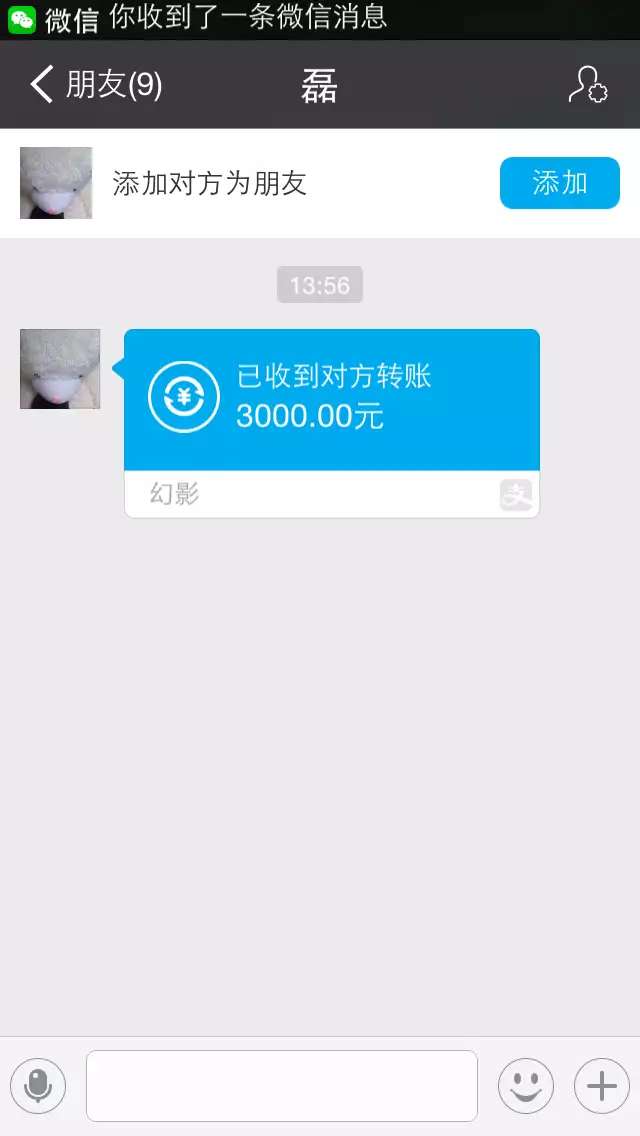 微信 你收到了一条微信消息
朋友(9)
磊
添加对方为朋友
添加
13:56
已收到对方转账
3000.00元
幻影
支